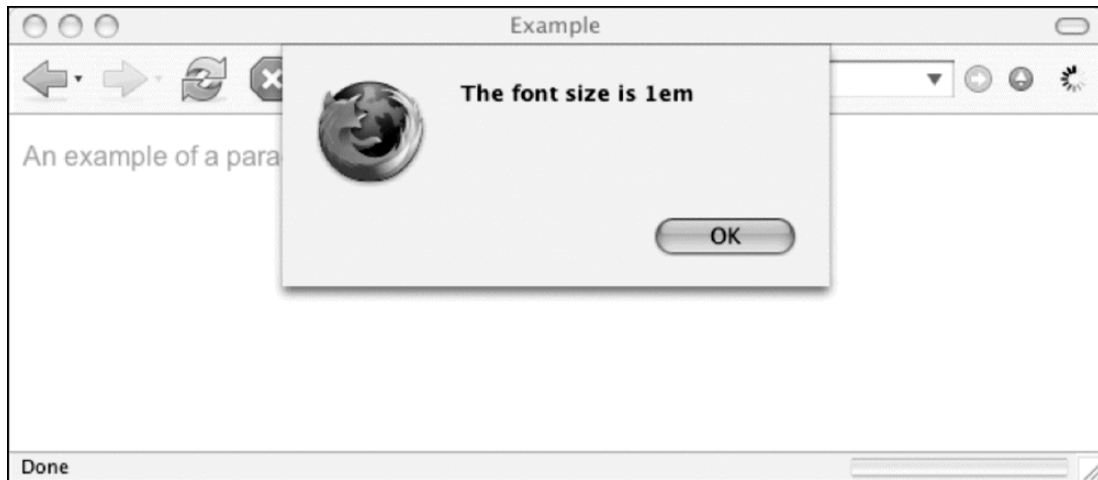 Example
The font size is 1em
An example of a para
OK
Done